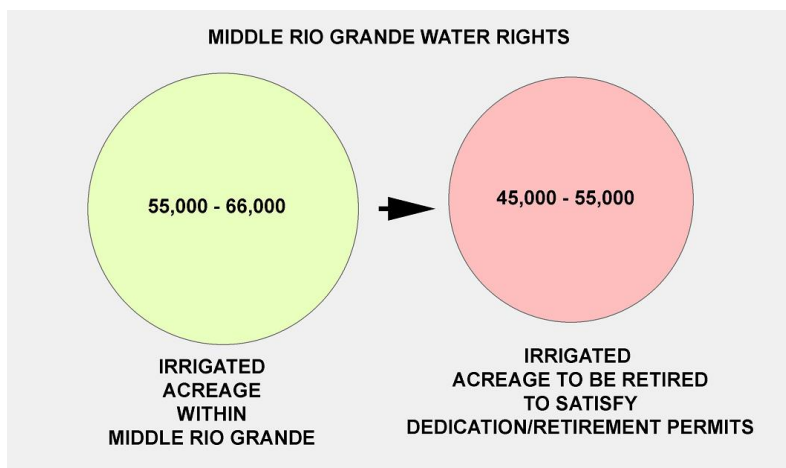 MIDDLE RIO GRANDE WATER RIGHTS
55,000 - 66,000
45,000 - 55,000
IRRIGATED
ACREAGE
WITHIN
MIDDLE RIO GRANDE
IRRIGATED
ACREAGE TO BE RETIRED
TO SATISFY
DEDICATION/RETIREMENT PERMITS